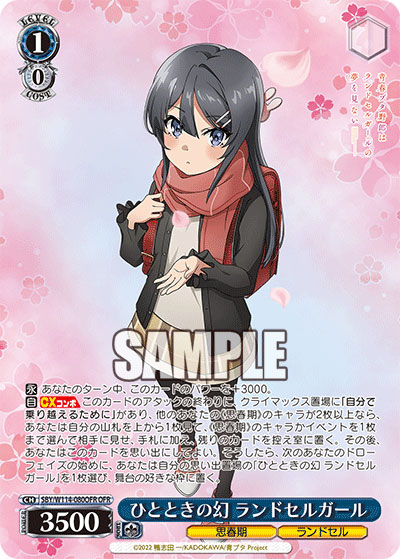 LEVEL
1
0
COST
青春ブタ野郎は
ランドセルガールの
夢を見ない
SAMPLE
永 あなたのターン中、このカードのパワーを＋3000。
自 CXコンボ このカードのアタックの終わりに、クライマックス置場に「自分で
乗り越えるために」があり、他のあなたの《思春期》のキャラが2枚以上なら、
あなたは自分の山札を上から1枚見て、《思春期》のキャラかイベントを1枚
まで選んで相手に見せ、手札に加え、残りのカードを控え室に置く。その後、
あなたはこのカードを思い出にしてよい。そうしたら、次のあなたのドロー
フェイズの始めに、あなたは自分の思い出置場の「ひとときの幻 ランドセル
ガール」を1枚選び、舞台の好きな枠に置く。
CH
SBY/W114-080OFR OFR
ひとときの幻 ランドセルガール
POWER
3500
思春期
ランドセル
©2022 鴨志田 一/KADOKAWA/青ブタ Project